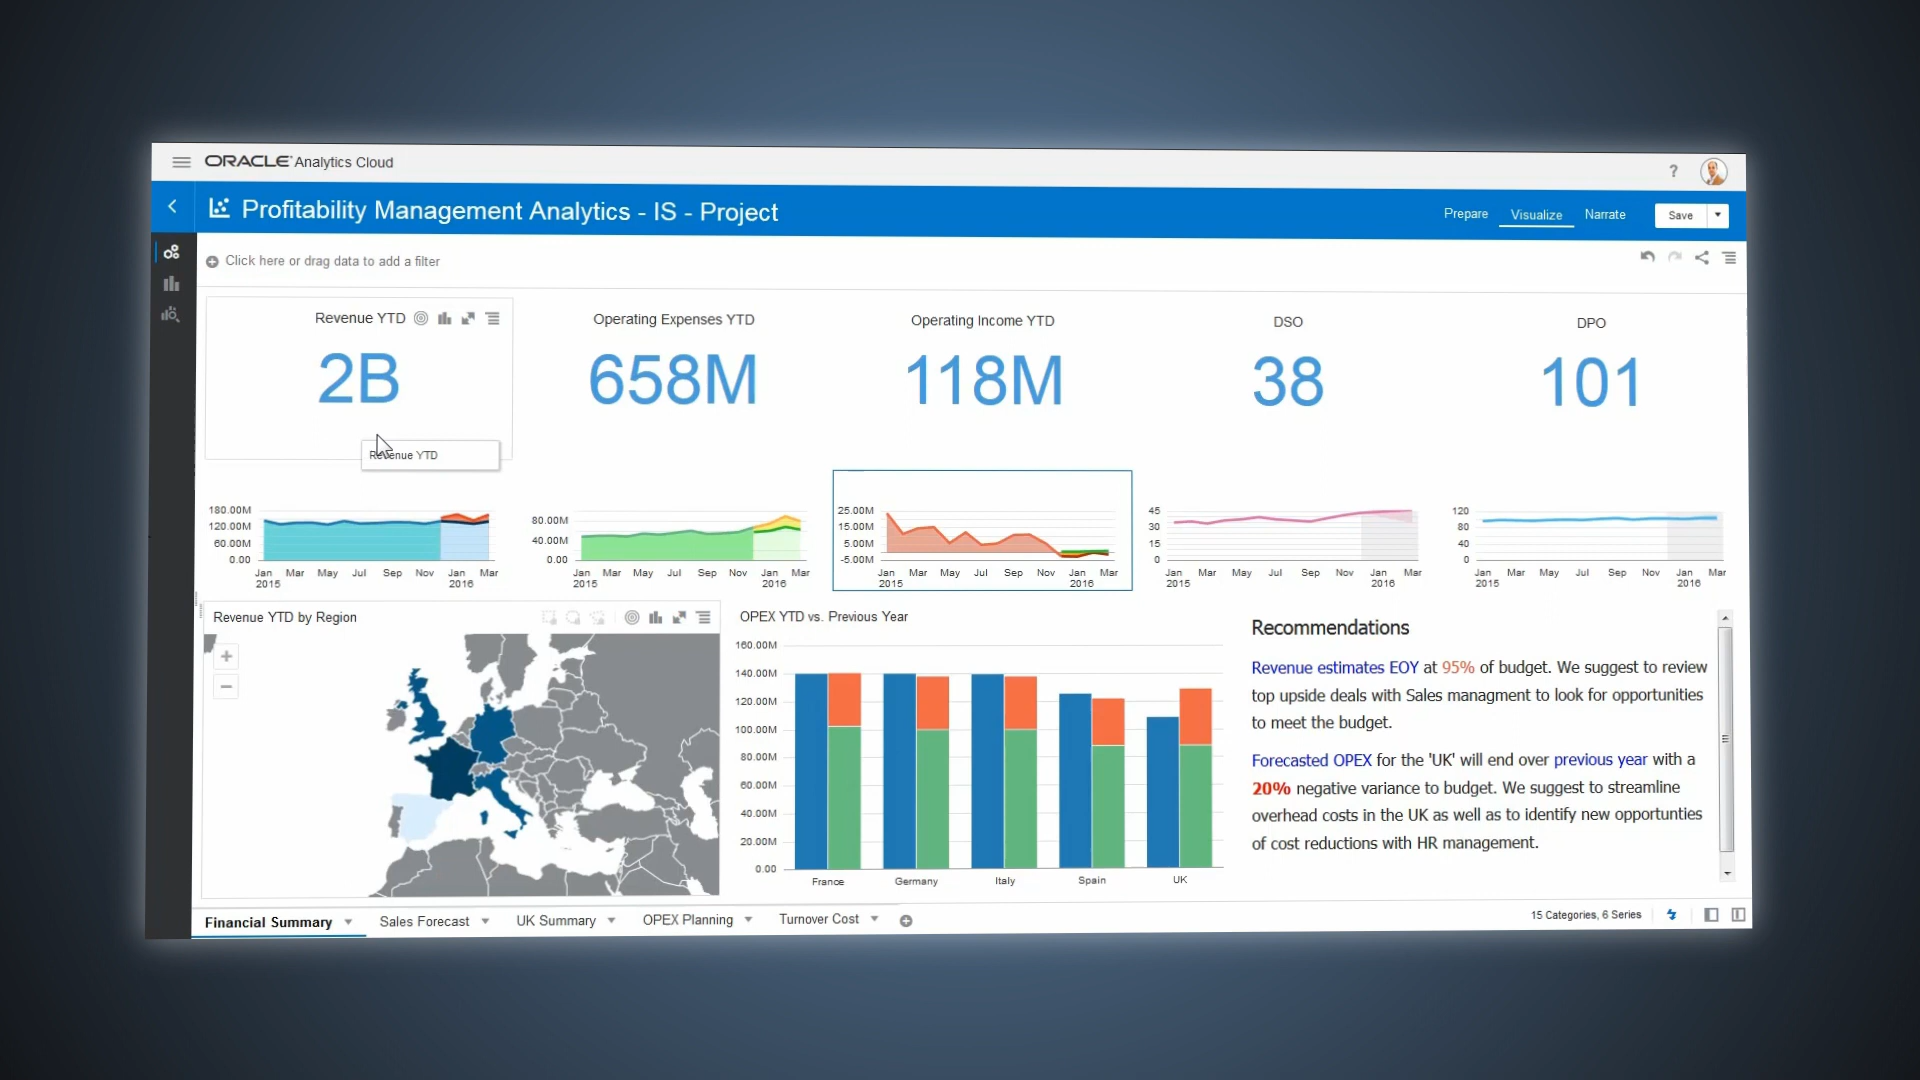 ORACLE Analytics Cloud
?
Profitability Management Analytics - IS - Project
Prepare
Visualize
Narrate
Save
Click here or drag data to add a filter
Revenue YTD
2B
Revenue YTD
Operating Expenses YTD
658M
Operating Income YTD
118M
DSO
38
DPO
101
180.00M
120.00M
60.00M
0.00
Jan Mar May Jul Sep Nov Jan Mar
2015 2016
80.00M
40.00M
0.00
Jan Mar May Jul Sep Nov Jan Mar
2015 2016
25.00M
15.00M
5.00M
-5.00M
Jan Mar May Jul Sep Nov Jan Mar
2015 2016
45
30
15
0
Jan Mar May Jul Sep Nov Jan Mar
2015 2016
120
80
40
0
Jan Mar May Jul Sep Nov Jan Mar
2015 2016
Revenue YTD by Region
+
−
OPEX YTD vs. Previous Year
160.00M
140.00M
120.00M
100.00M
80.00M
60.00M
40.00M
20.00M
0.00
France Germany Italy Spain UK
Recommendations
Revenue estimates EOY at 95% of budget. We suggest to review
top upside deals with Sales managment to look for opportunities
to meet the budget.
Forecasted OPEX for the 'UK' will end over previous year with a
20% negative variance to budget. We suggest to streamline
overhead costs in the UK as well as to identify new opportunties
of cost reductions with HR management.
Financial Summary
Sales Forecast
UK Summary
OPEX Planning
Turnover Cost
15 Categories, 6 Series